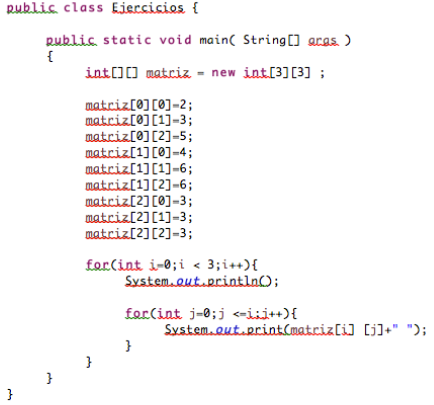 public class Ejercicios {
public static void main( String[] args )
{
int[][] matriz = new int[3][3] ;
matriz[0][0]=2;
matriz[0][1]=3;
matriz[0][2]=5;
matriz[1][0]=4;
matriz[1][1]=6;
matriz[1][2]=6;
matriz[2][0]=3;
matriz[2][1]=3;
matriz[2][2]=3;
for(int i=0;i < 3;i++){
System.out.println();
for(int j=0;j <=i;j++){
System.out.print(matriz[i] [j]+" ");
}
}
}
}